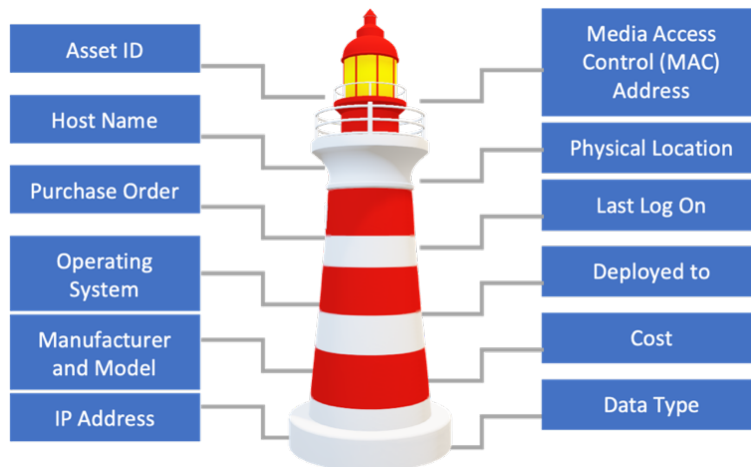 Asset ID
Host Name
Purchase Order
Operating
System
Manufacturer
and Model
IP Address
Media Access
Control (MAC)
Address
Physical Location
Last Log On
Deployed to
Cost
Data Type